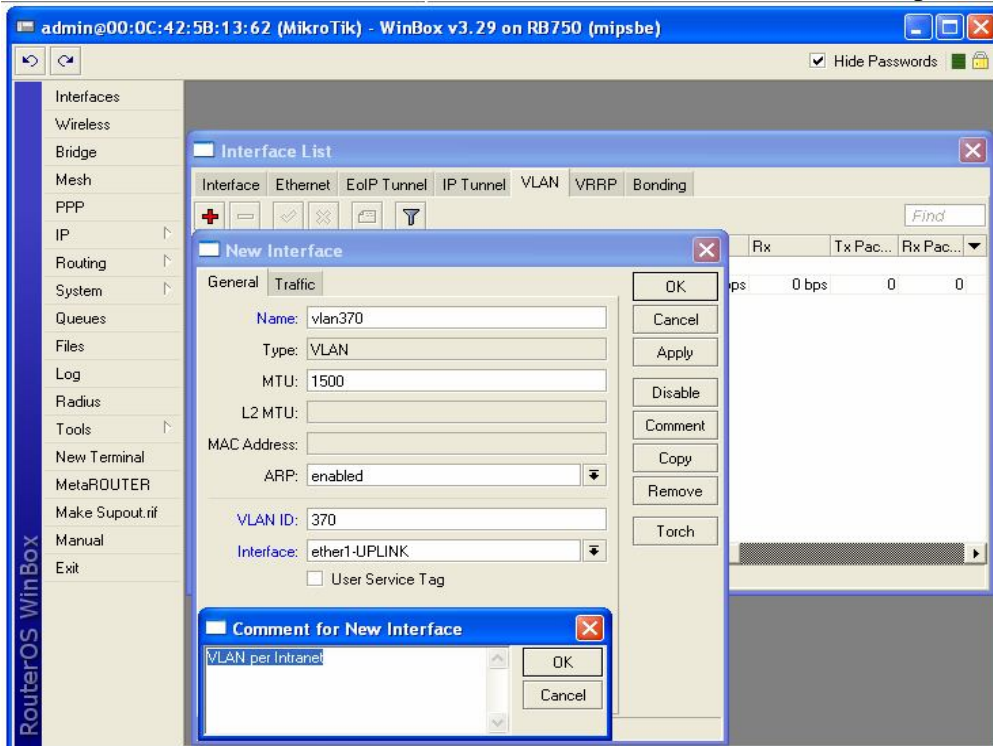 admin@00:0C:42:5B:13:62 (MikroTik) - WinBox v3.29 on RB750 (mipsbe)
Hide Passwords
Interfaces
Wireless
Bridge
Mesh
PPP
IP
Routing
System
Queues
Files
Log
Radius
Tools
New Terminal
MetaROUTER
Make Supout.rif
Manual
Exit
RouterOS WinBox
Interface List
Interface Ethernet EoIP Tunnel IP Tunnel VLAN VRRP Bonding
Find
Rx Tx Pac... Rx Pac...
bps 0 bps 0 0
New Interface
General Traffic
Name: vlan370
Type: VLAN
MTU: 1500
L2 MTU:
MAC Address:
ARP: enabled
VLAN ID: 370
Interface: ether1-UPLINK
User Service Tag
OK
Cancel
Apply
Disable
Comment
Copy
Remove
Torch
Comment for New Interface
VLAN per Intranet
OK
Cancel